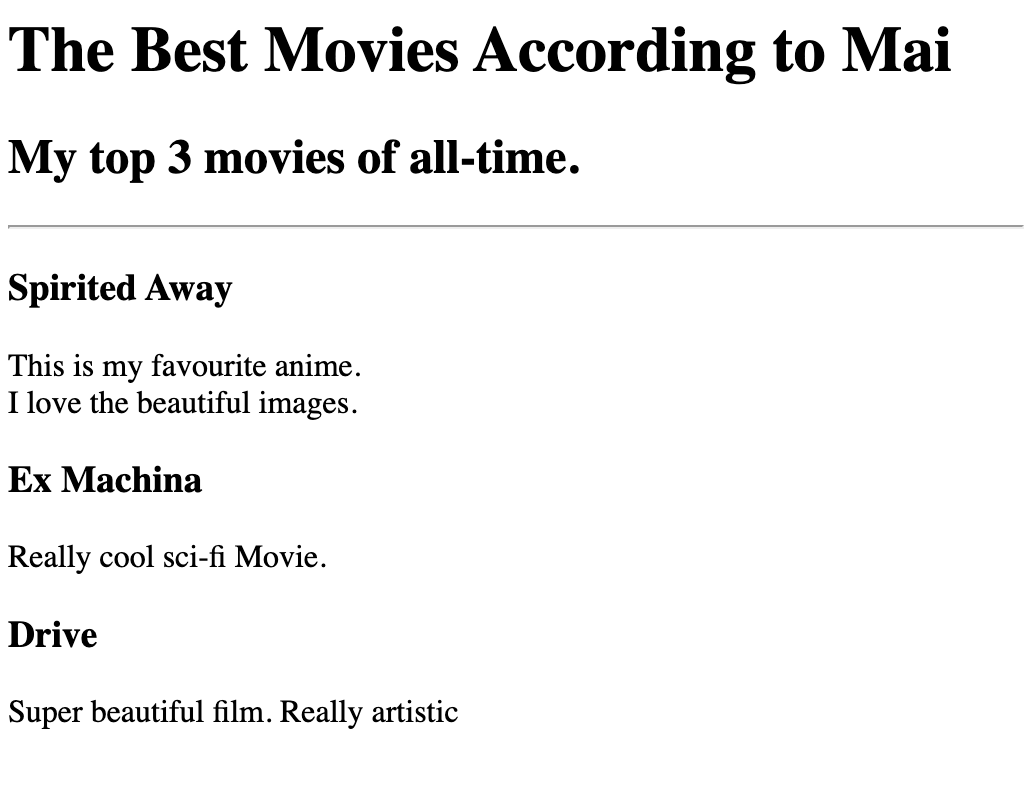 The Best Movies According to Mai
My top 3 movies of all-time.
Spirited Away
This is my favourite anime.
I love the beautiful images.
Ex Machina
Really cool sci-fi Movie.
Drive
Super beautiful film. Really artistic